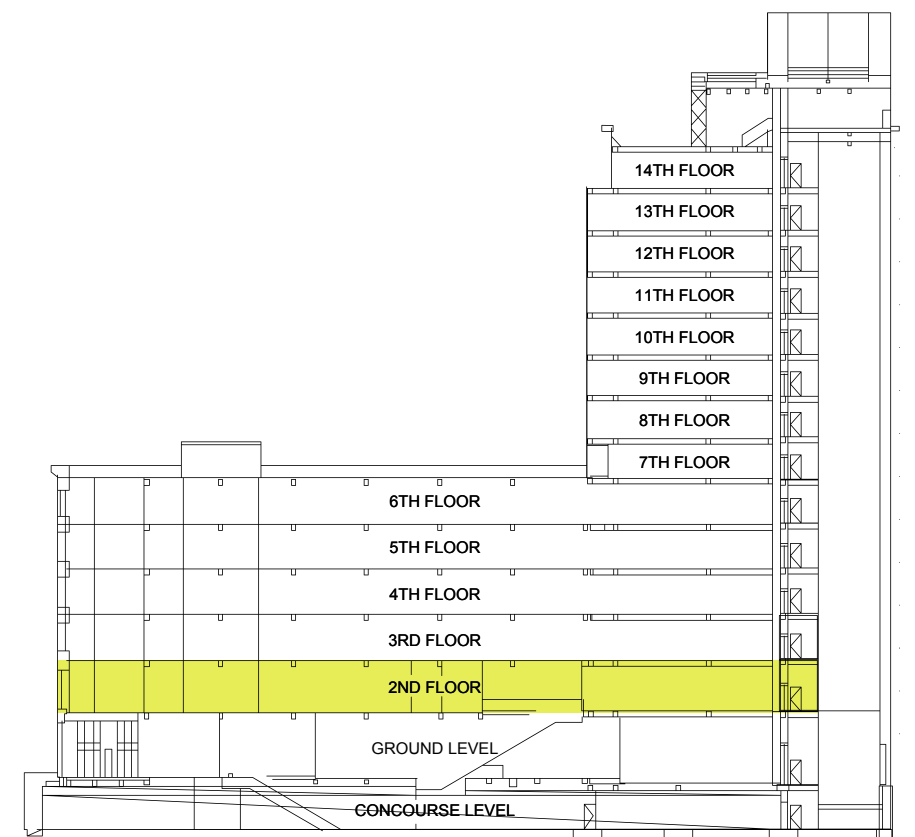 14TH FLOOR
13TH FLOOR
12TH FLOOR
11TH FLOOR
10TH FLOOR
9TH FLOOR
8TH FLOOR
7TH FLOOR
6TH FLOOR
5TH FLOOR
4TH FLOOR
3RD FLOOR
2ND FLOOR
GROUND LEVEL
CONCOURSE LEVEL